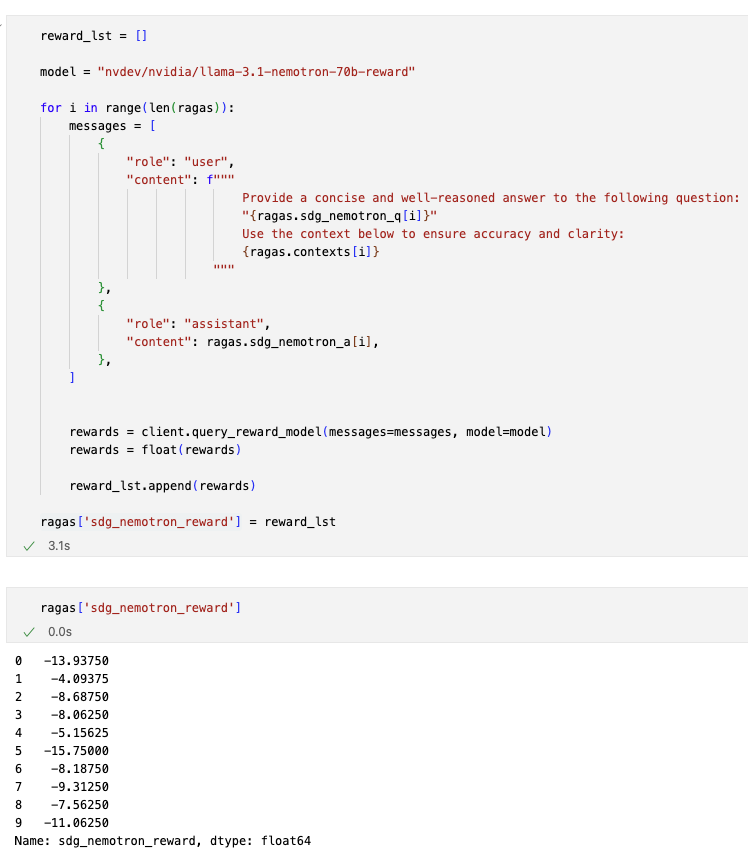 reward_lst = []
model = "nvdev/nvidia/llama-3.1-nemotron-70b-reward"
for i in range(len(ragas)):
messages = [
{
"role": "user",
"content": f"""
Provide a concise and well-reasoned answer to the following question:
"{ragas.sdg_nemotron_q[i]}"
Use the context below to ensure accuracy and clarity:
{ragas.contexts[i]}
"""
},
{
"role": "assistant",
"content": ragas.sdg_nemotron_a[i],
},
]
rewards = client.query_reward_model(messages=messages, model=model)
rewards = float(rewards)
reward_lst.append(rewards)
ragas['sdg_nemotron_reward'] = reward_lst
✓ 3.1s
ragas['sdg_nemotron_reward']
✓ 0.0s
0 -13.93750
1 -4.09375
2 -8.68750
3 -8.06250
4 -5.15625
5 -15.75000
6 -8.18750
7 -9.31250
8 -7.56250
9 -11.06250
Name: sdg_nemotron_reward, dtype: float64